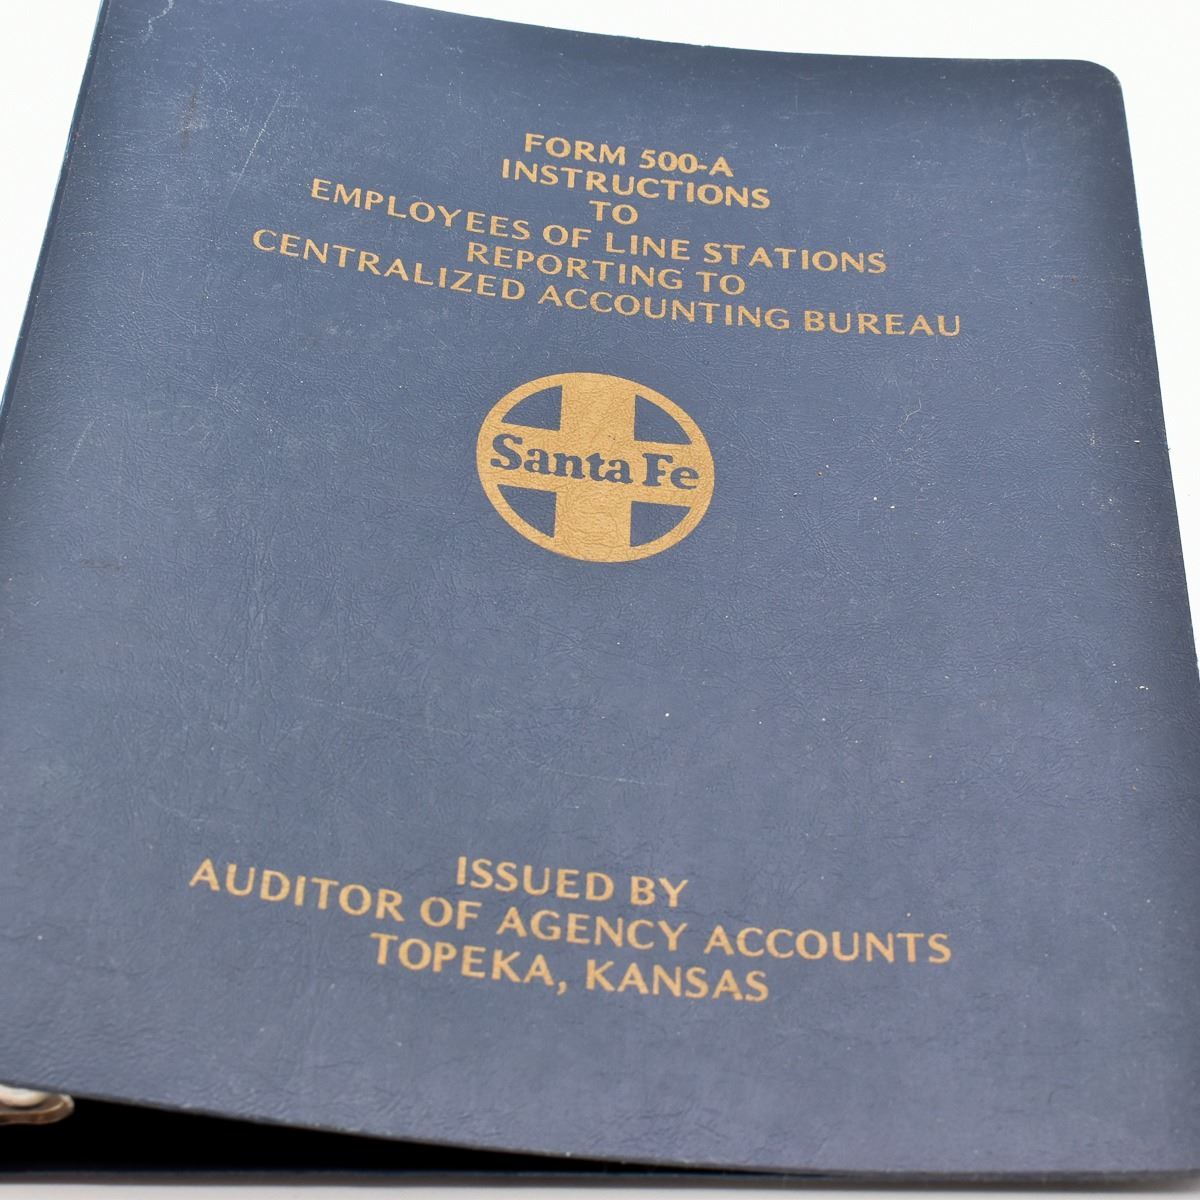 FORM 500-A
INSTRUCTIONS
TO
EMPLOYEES OF LINE STATIONS
REPORTING TO
CENTRALIZED ACCOUNTING BUREAU
Santa Fe
ISSUED BY
AUDITOR OF AGENCY ACCOUNTS
TOPEKA, KANSAS